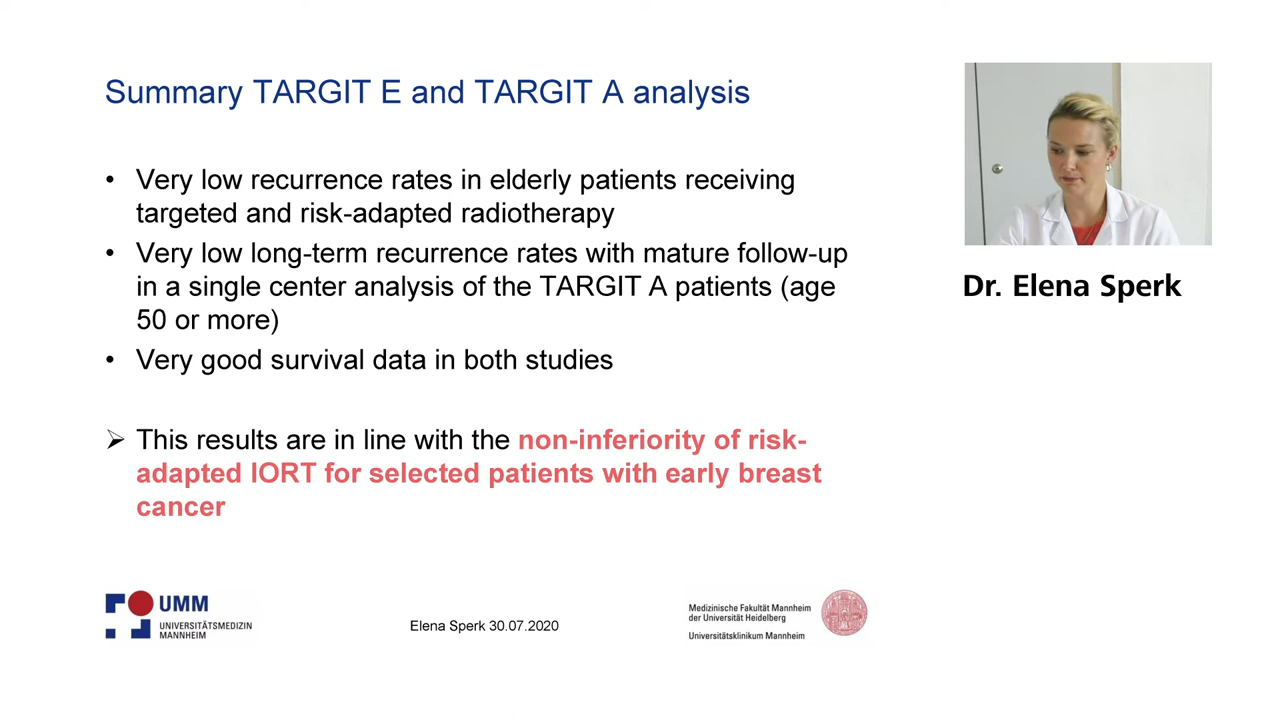 Summary TARGIT E and TARGIT A analysis
• Very low recurrence rates in elderly patients receiving
targeted and risk-adapted radiotherapy
• Very low long-term recurrence rates with mature follow-up
in a single center analysis of the TARGIT A patients (age
50 or more)
• Very good survival data in both studies
➢ This results are in line with the non-inferiority of risk-
adapted IORT for selected patients with early breast
cancer
Dr. Elena Sperk
UMM
UNIVERSITÄTSMEDIZIN
MANNHEIM
Elena Sperk 30.07.2020
Medizinische Fakultät Mannheim
der Universität Heidelberg
Universitätsklinikum Mannheim